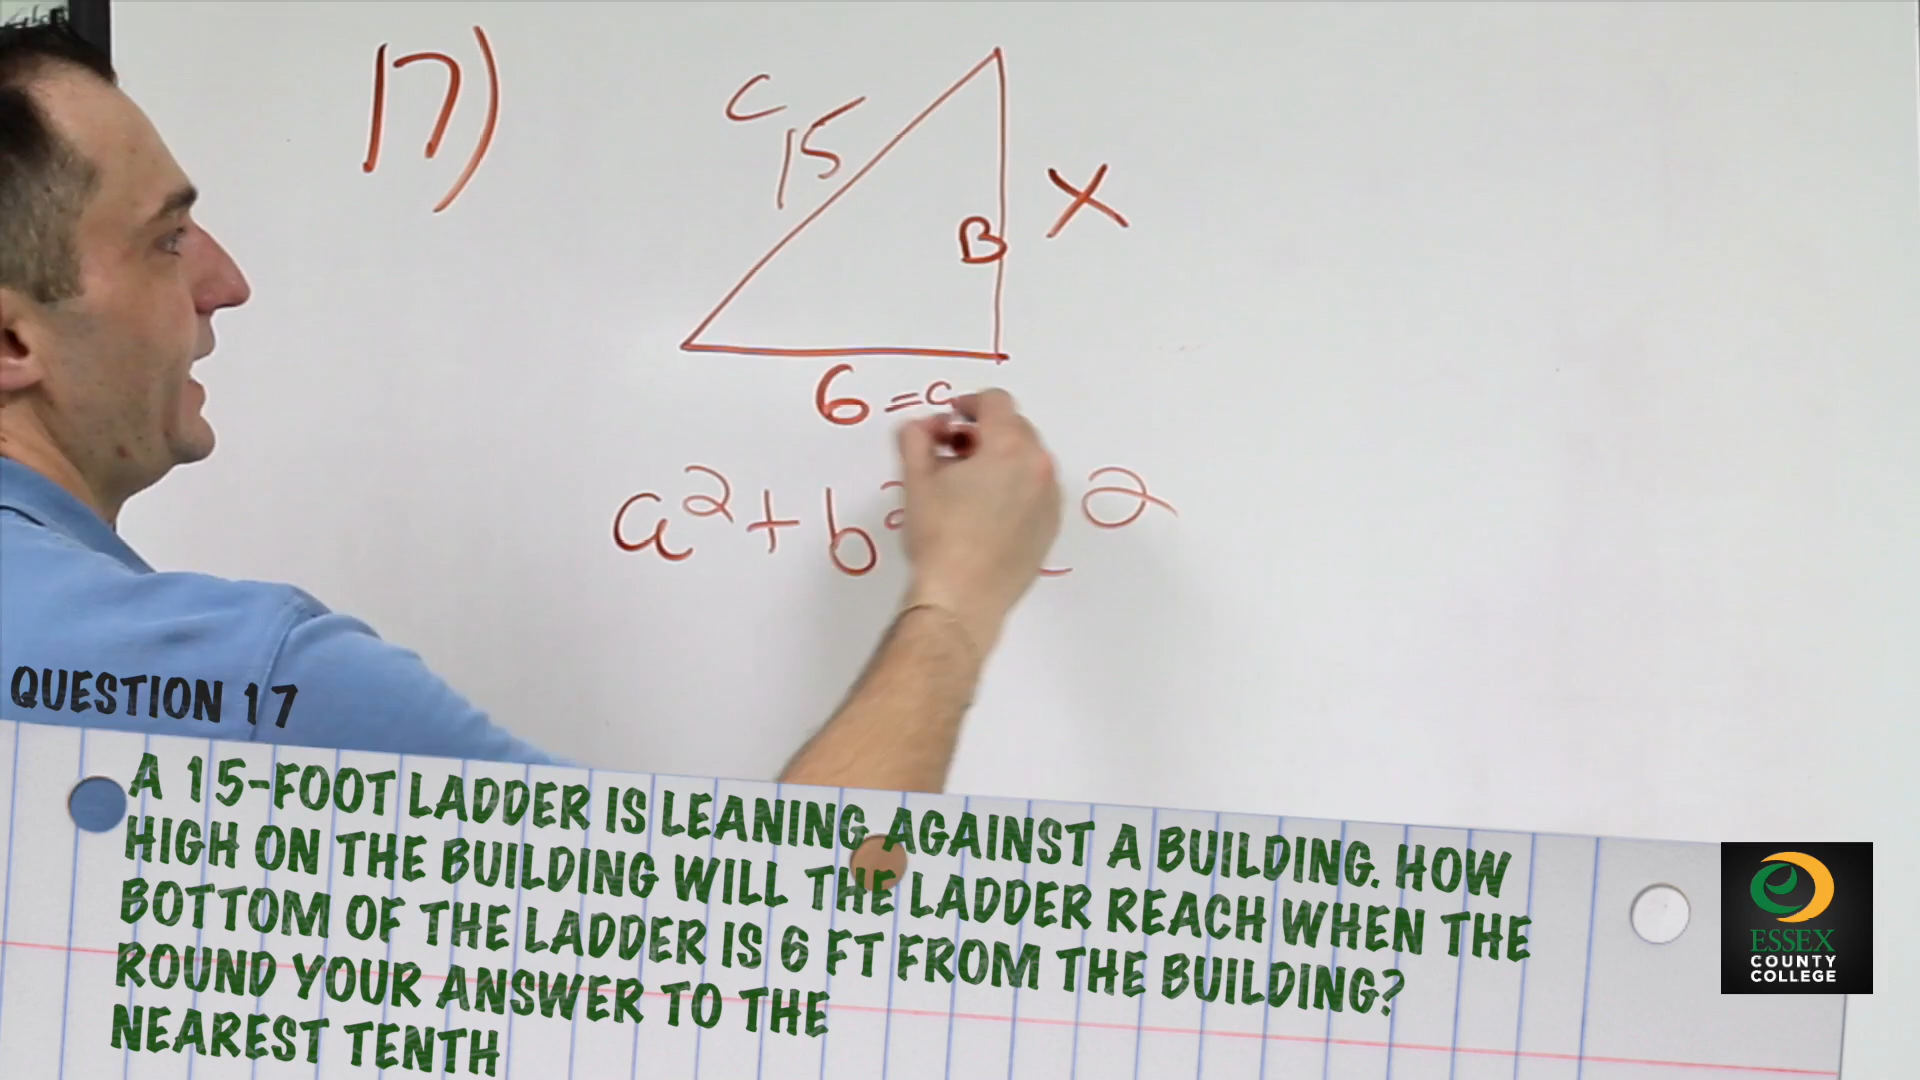 17)
C
15
X
B
6 = a
a² + b² 2
QUESTION 17
A 15-FOOT LADDER IS LEANING AGAINST A BUILDING. HOW
HIGH ON THE BUILDING WILL THE LADDER REACH WHEN THE
BOTTOM OF THE LADDER IS 6 FT FROM THE BUILDING?
ROUND YOUR ANSWER TO THE
NEAREST TENTH
ESSEX
COUNTY
COLLEGE